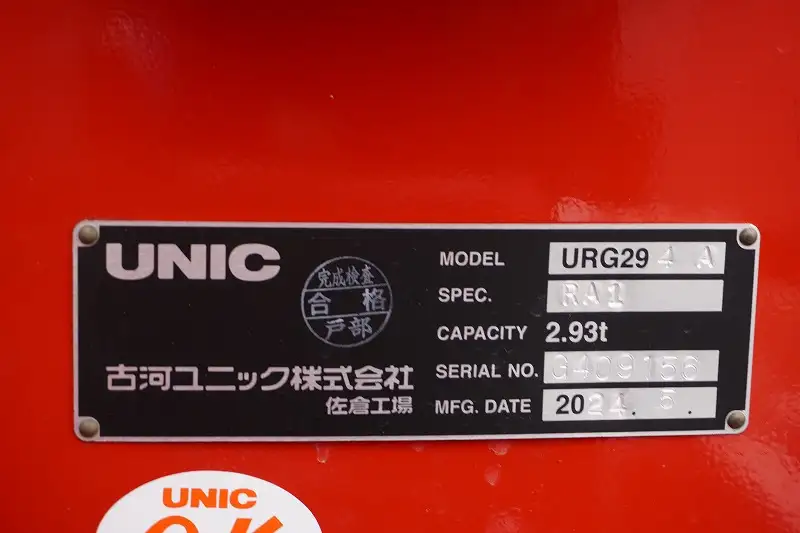 UNIC
完成検査
合格
戸部
古河ユニック株式会社
佐倉工場
MODEL URG294 A
SPEC. RA1
CAPACITY 2.93t
SERIAL NO. G409156
MFG. DATE 2024. 5.
UNIC